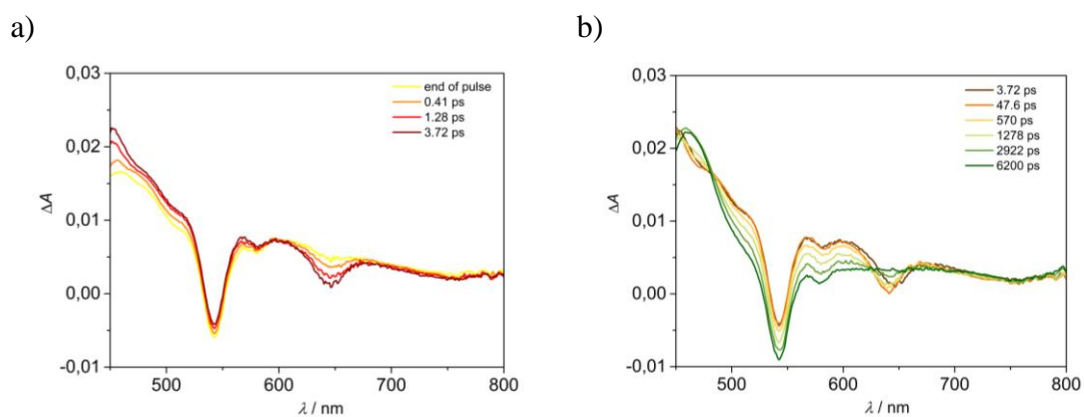 a)
0,03
0,02
0,01
0,00
-0,01
ΔA
end of pulse
0.41 ps
1.28 ps
3.72 ps
500
600
700
800
λ / nm
b)
0,03
0,02
0,01
0,00
-0,01
ΔA
3.72 ps
47.6 ps
570 ps
1278 ps
2922 ps
6200 ps
500
600
700
800
λ / nm